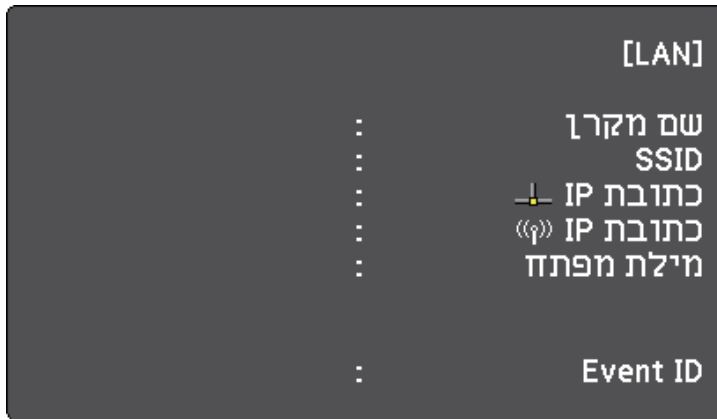 [LAN]
שם מקרן :
SSID :
כתובת IP :
כתובת IP :
מילת מפתח :
Event ID :